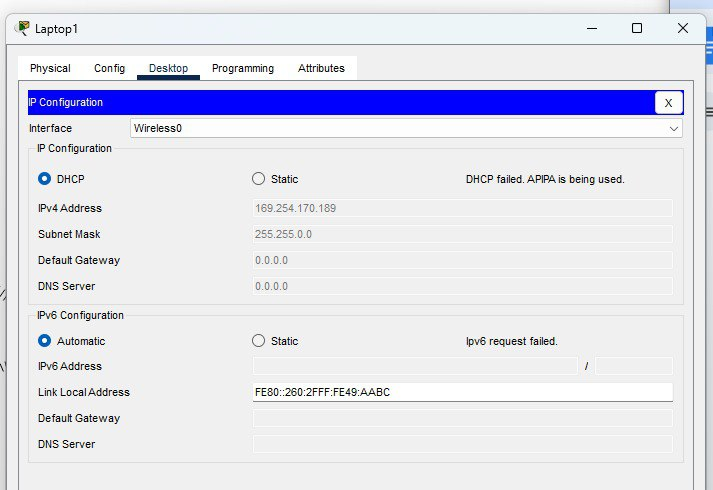 Laptop1
Physical Config Desktop Programming Attributes
IP Configuration X
Interface Wireless0
IP Configuration
DHCP Static DHCP failed. APIPA is being used.
IPv4 Address 169.254.170.189
Subnet Mask 255.255.0.0
Default Gateway 0.0.0.0
DNS Server 0.0.0.0
IPv6 Configuration
Automatic Static Ipv6 request failed.
IPv6 Address /
Link Local Address FE80::260:2FFF:FE49:AABC
Default Gateway
DNS Server